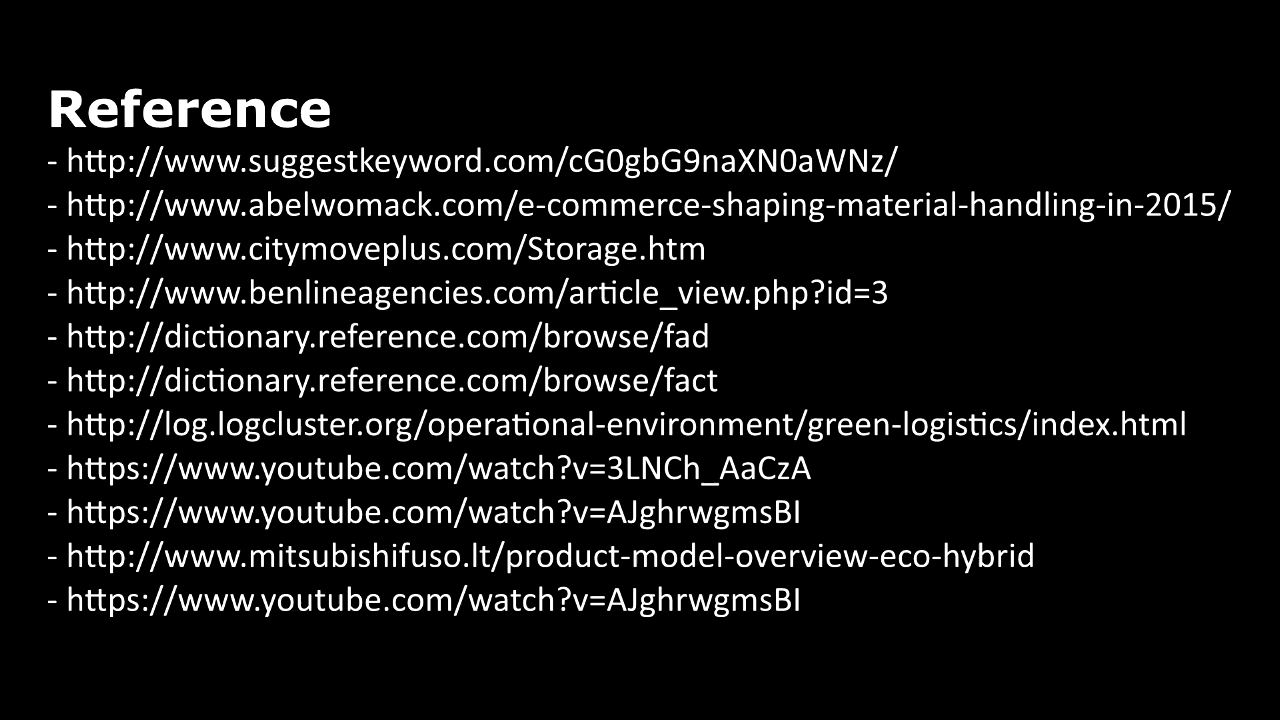 Reference
- http://www.suggestkeyword.com/cG0gbG9naXN0aWNz/
- http://www.abelwomack.com/e-commerce-shaping-material-handling-in-2015/
- http://www.citymoveplus.com/Storage.htm
- http://www.benlineagencies.com/article_view.php?id=3
- http://dictionary.reference.com/browse/fad
- http://dictionary.reference.com/browse/fact
- http://log.logcluster.org/operational-environment/green-logistics/index.html
- https://www.youtube.com/watch?v=3LNCh_AaCzA
- https://www.youtube.com/watch?v=AJghrwgmsBI
- http://www.mitsubishifuso.lt/product-model-overview-eco-hybrid
- https://www.youtube.com/watch?v=AJghrwgmsBI